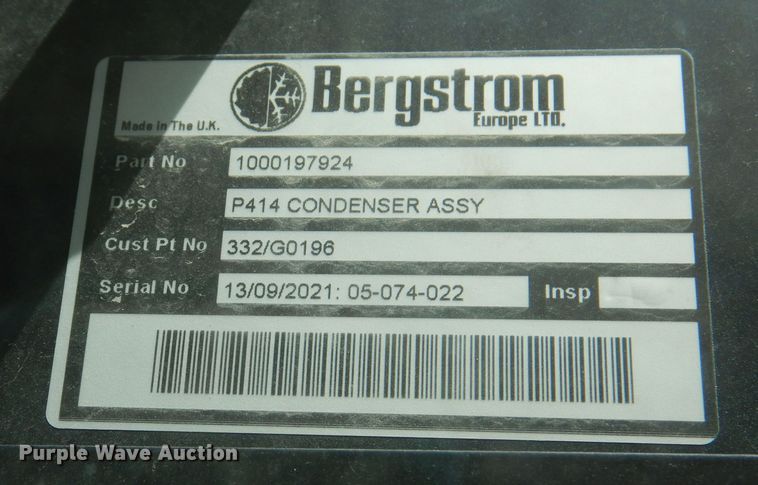 Bergstrom
Made in The U.K.
Europe LTD.
Part No 1000197924
Desc P414 CONDENSER ASSY
Cust Pt No 332/G0196
Serial No 13/09/2021: 05-074-022 Insp
Purple Wave Auction